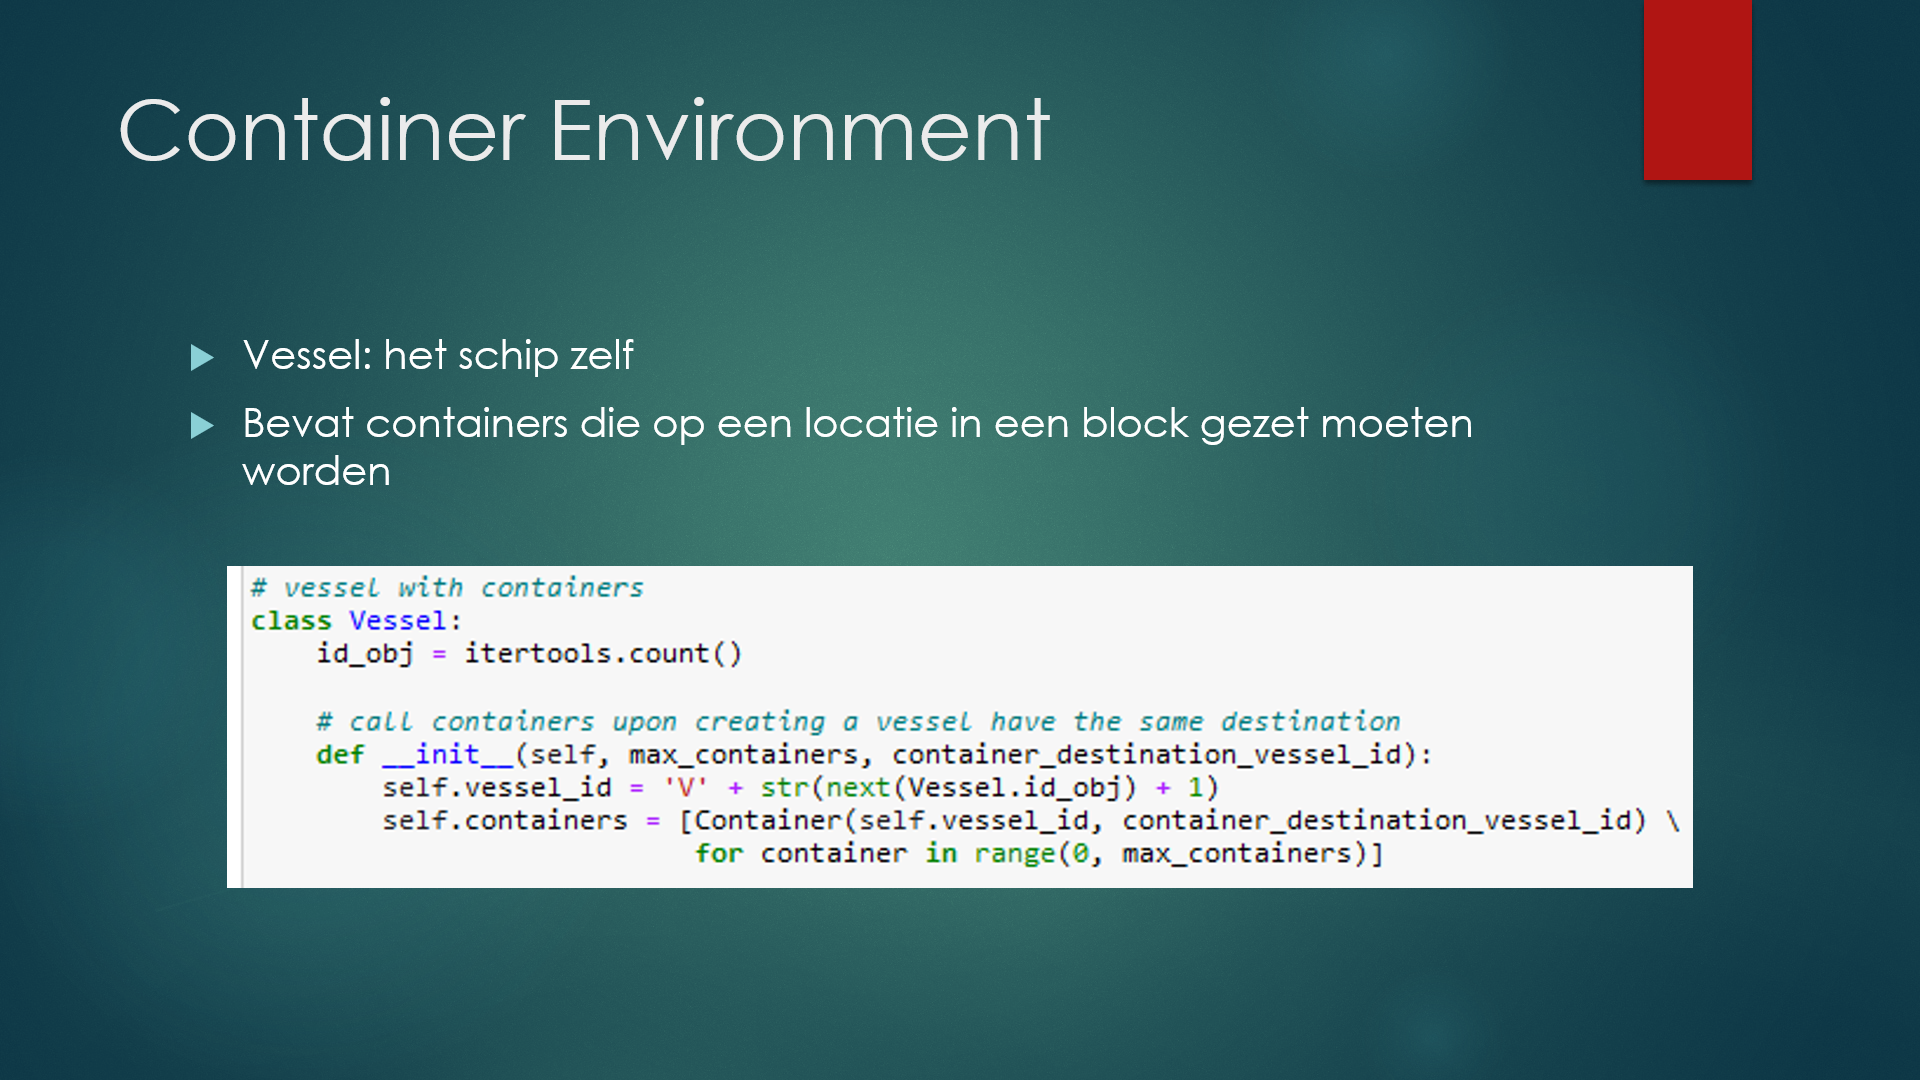 Container Environment
Vessel: het schip zelf
Bevat containers die op een locatie in een block gezet moeten
worden
# vessel with containers
class Vessel:
    id_obj = itertools.count()

    # call containers upon creating a vessel have the same destination
    def __init__(self, max_containers, container_destination_vessel_id):
        self.vessel_id = 'V' + str(next(Vessel.id_obj) + 1)
        self.containers = [Container(self.vessel_id, container_destination_vessel_id) \
                           for container in range(0, max_containers)]